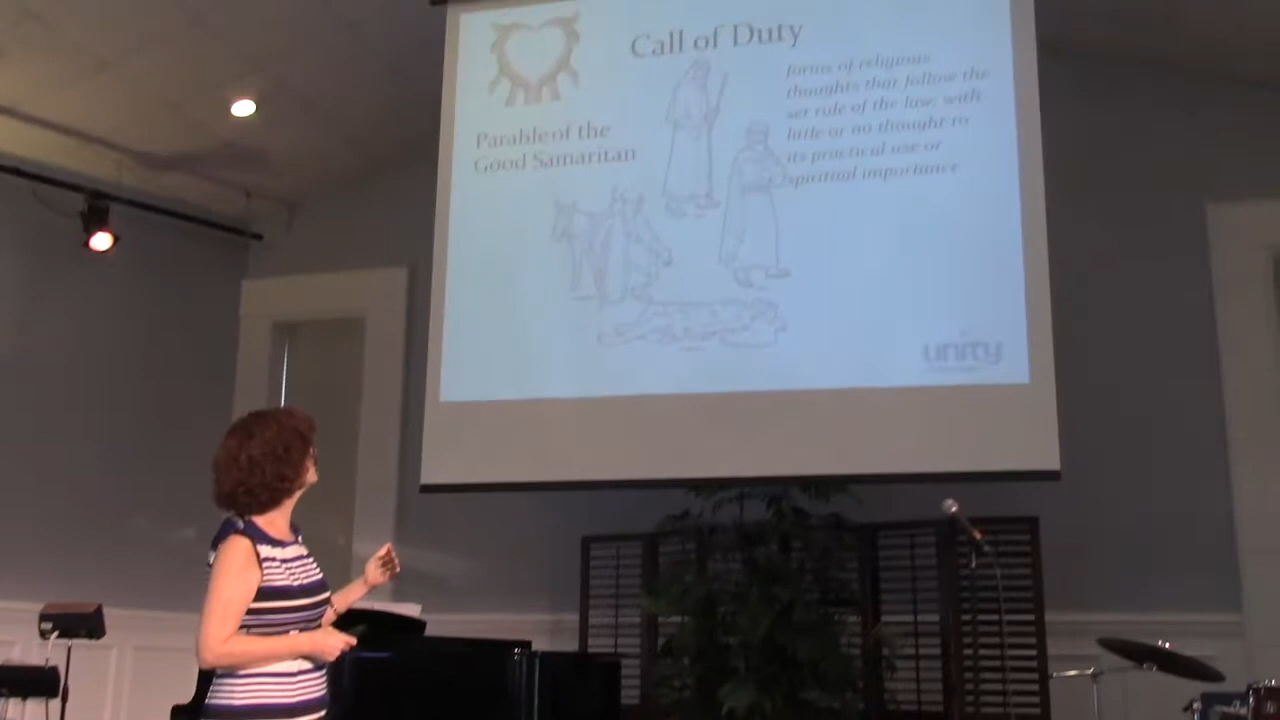 Call of Duty
Parable of the
Good Samaritan
forms of religious
thoughts that follow the
set rule of the law; with
little or no thought to
its practical use or
spiritual importance
unity